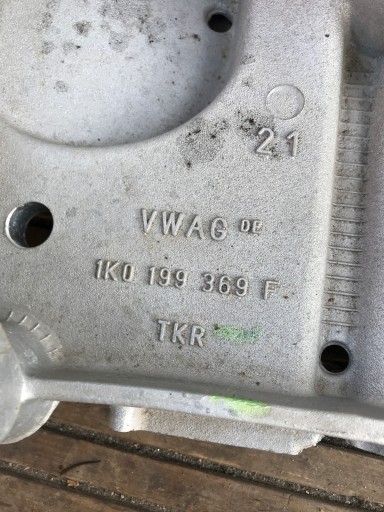 21
VWAG DE
1K0 199 369 F
TKR